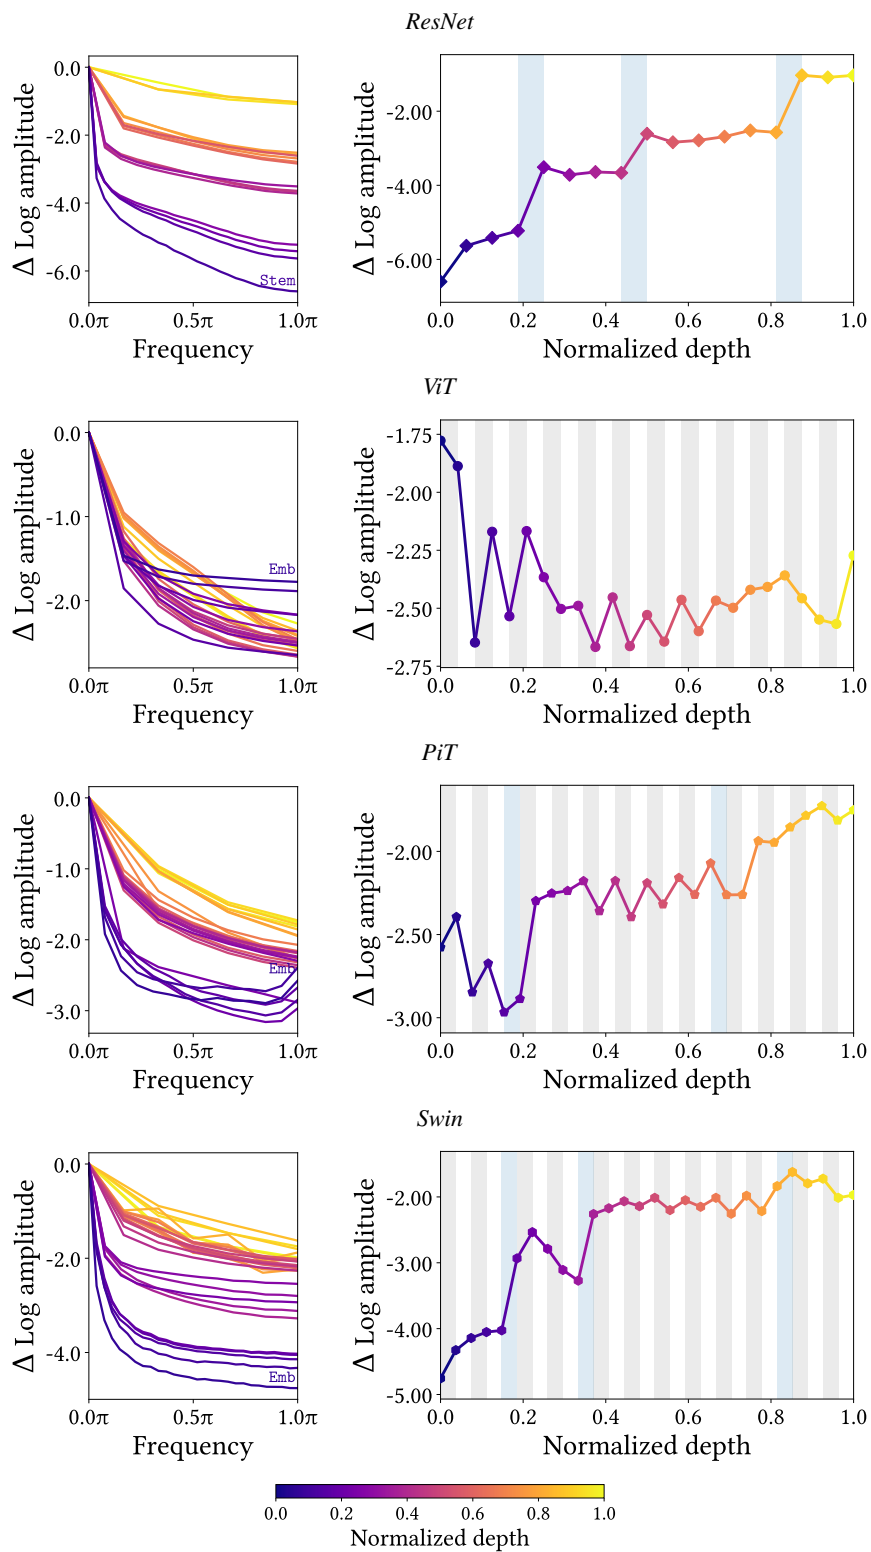 ResNet
Δ Log amplitude
0.0
-2.0
-4.0
-6.0
Stem
0.0π 0.5π 1.0π
Frequency
Δ Log amplitude
-2.00
-4.00
-6.00
0.0 0.2 0.4 0.6 0.8 1.0
Normalized depth
ViT
Δ Log amplitude
0.0
-1.0
-2.0
Emb
0.0π 0.5π 1.0π
Frequency
Δ Log amplitude
-1.75
-2.00
-2.25
-2.50
-2.75
0.0 0.2 0.4 0.6 0.8 1.0
Normalized depth
PiT
Δ Log amplitude
0.0
-1.0
-2.0
-3.0
Emb
0.0π 0.5π 1.0π
Frequency
Δ Log amplitude
-2.00
-2.50
-3.00
0.0 0.2 0.4 0.6 0.8 1.0
Normalized depth
Swin
Δ Log amplitude
0.0
-2.0
-4.0
Emb
0.0π 0.5π 1.0π
Frequency
Δ Log amplitude
-2.00
-3.00
-4.00
-5.00
0.0 0.2 0.4 0.6 0.8 1.0
Normalized depth
0.0 0.2 0.4 0.6 0.8 1.0
Normalized depth